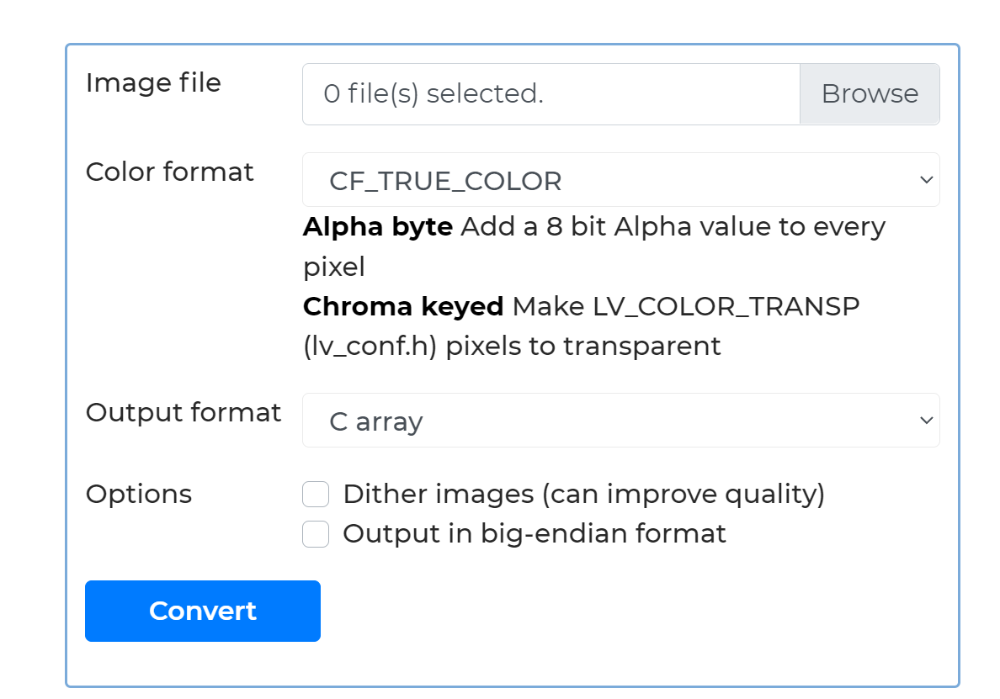 Image file
0 file(s) selected.
Browse
Color format
CF_TRUE_COLOR
Alpha byte Add a 8 bit Alpha value to every
pixel
Chroma keyed Make LV_COLOR_TRANSP
(lv_conf.h) pixels to transparent
Output format
C array
Options
Dither images (can improve quality)
Output in big-endian format
Convert